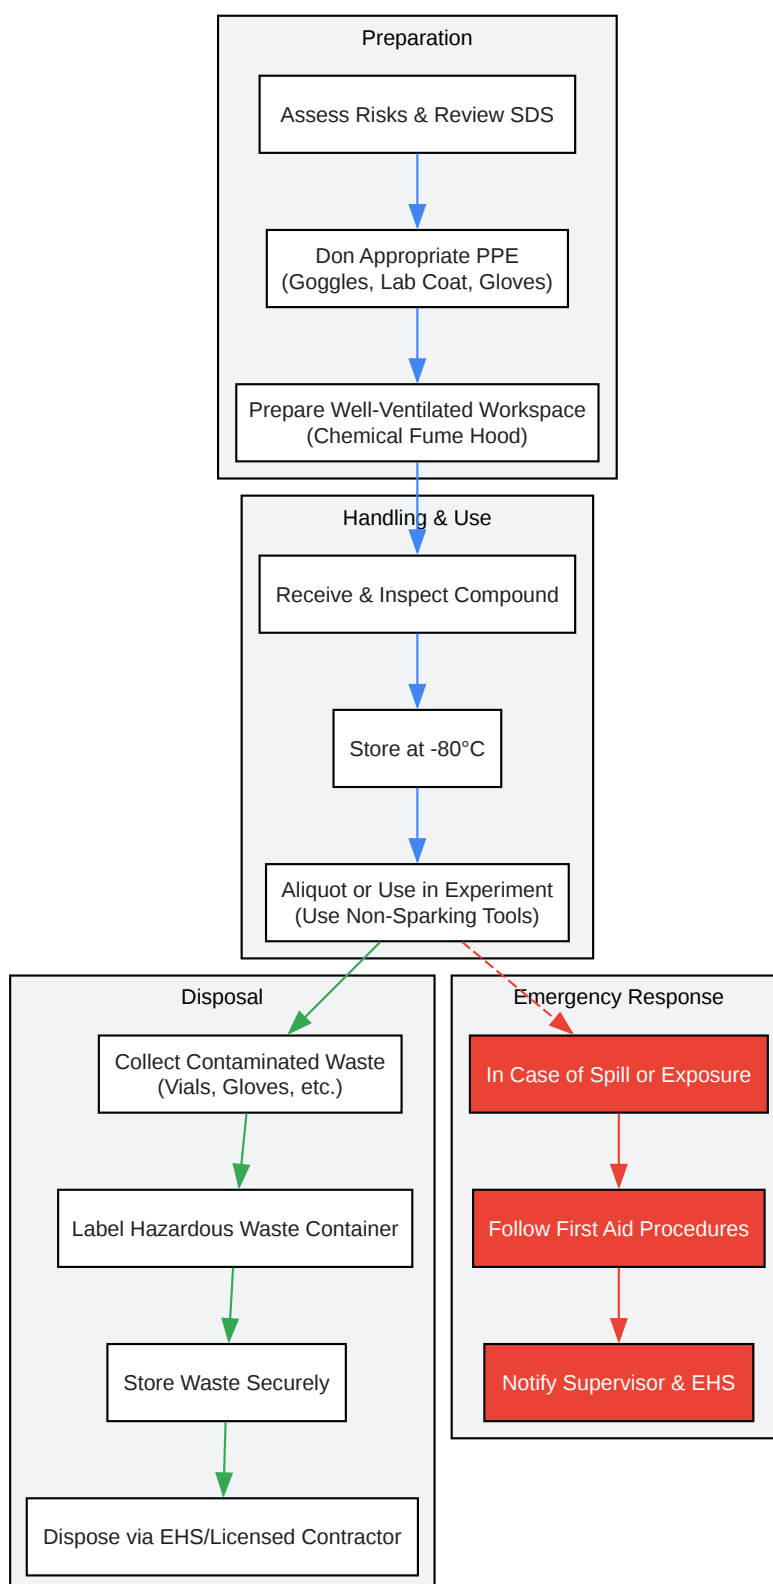 Preparation
Assess Risks & Review SDS
Don Appropriate PPE
(Goggles, Lab Coat, Gloves)
Prepare Well-Ventilated Workspace
(Chemical Fume Hood)
Handling & Use
Receive & Inspect Compound
Store at -80°C
Aliquot or Use in Experiment
(Use Non-Sparking Tools)
Disposal
Collect Contaminated Waste
(Vials, Gloves, etc.)
Label Hazardous Waste Container
Store Waste Securely
Dispose via EHS/Licensed Contractor
Emergency Response
In Case of Spill or Exposure
Follow First Aid Procedures
Notify Supervisor & EHS